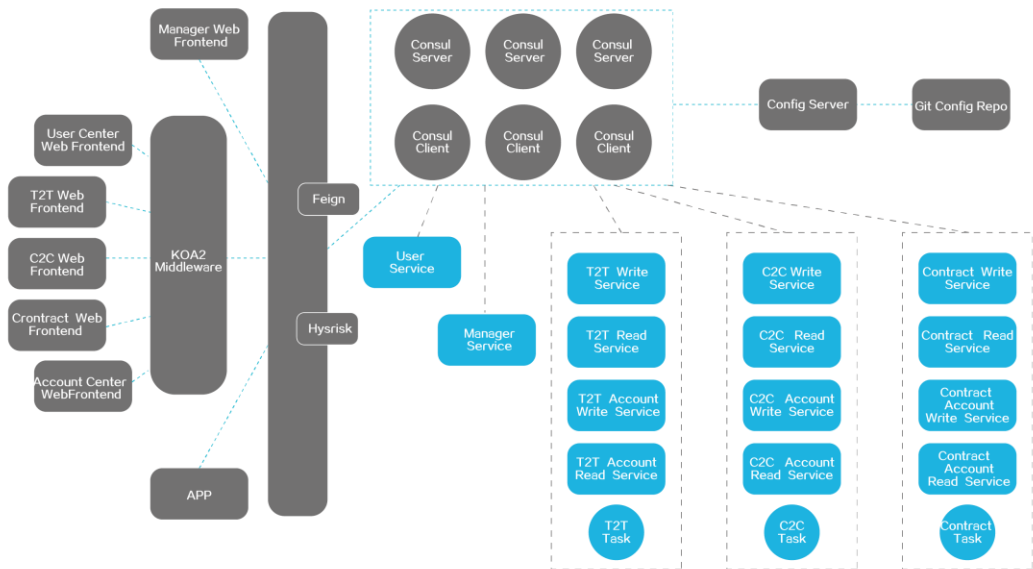 Manager Web
Frontend
User Center
Web Frontend
T2T Web
Frontend
C2C Web
Frontend
Crontract Web
Frontend
Account Center
WebFrontend
APP
KOA2
Middleware
Feign
Hysrisk
Consul
Server
Consul
Server
Consul
Server
Consul
Client
Consul
Client
Consul
Client
Config Server
Git Config Repo
User
Service
Manager
Service
T2T Write
Service
T2T Read
Service
T2T Account
Write Service
T2T Account
Read Service
T2T
Task
C2C Write
Service
C2C Read
Service
C2C Account
Write Service
C2C Account
Read Service
C2C
Task
Contract Write
Service
Contract Read
Service
Contract
Account
Write Service
Contract
Account
Read Service
Contract
Task